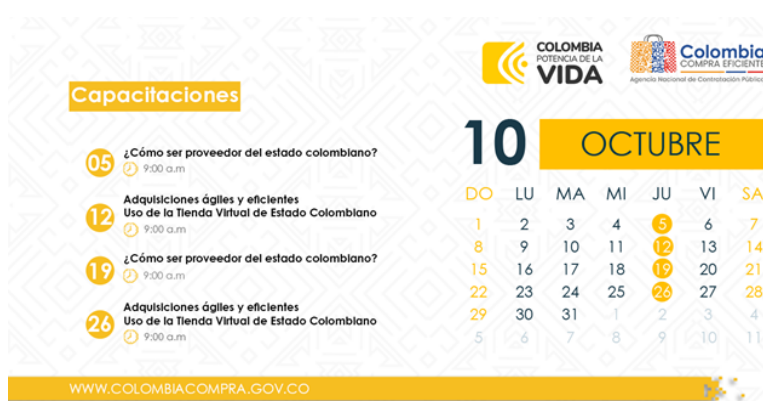 COLOMBIA
POTENCIA DE LA
VIDA
Colombia
COMPRA EFICIENTE
Agencia Nacional de Contratación Pública
Capacitaciones
05
¿Cómo ser proveedor del estado colombiano?
9:00 a.m
12
Adquisiciones ágiles y eficientes
Uso de la Tienda Virtual de Estado Colombiano
9:00 a.m
19
¿Cómo ser proveedor del estado colombiano?
9:00 a.m
26
Adquisiciones ágiles y eficientes
Uso de la Tienda Virtual de Estado Colombiano
9:00 a.m
10 OCTUBRE
DO LU MA MI JU VI SA
1 2 3 4 5 6 7
8 9 10 11 12 13 14
15 16 17 18 19 20 21
22 23 24 25 26 27 28
29 30 31 1 2 3 4
5 6 7 8 9 10 11
WWW.COLOMBIACOMPRA.GOV.CO